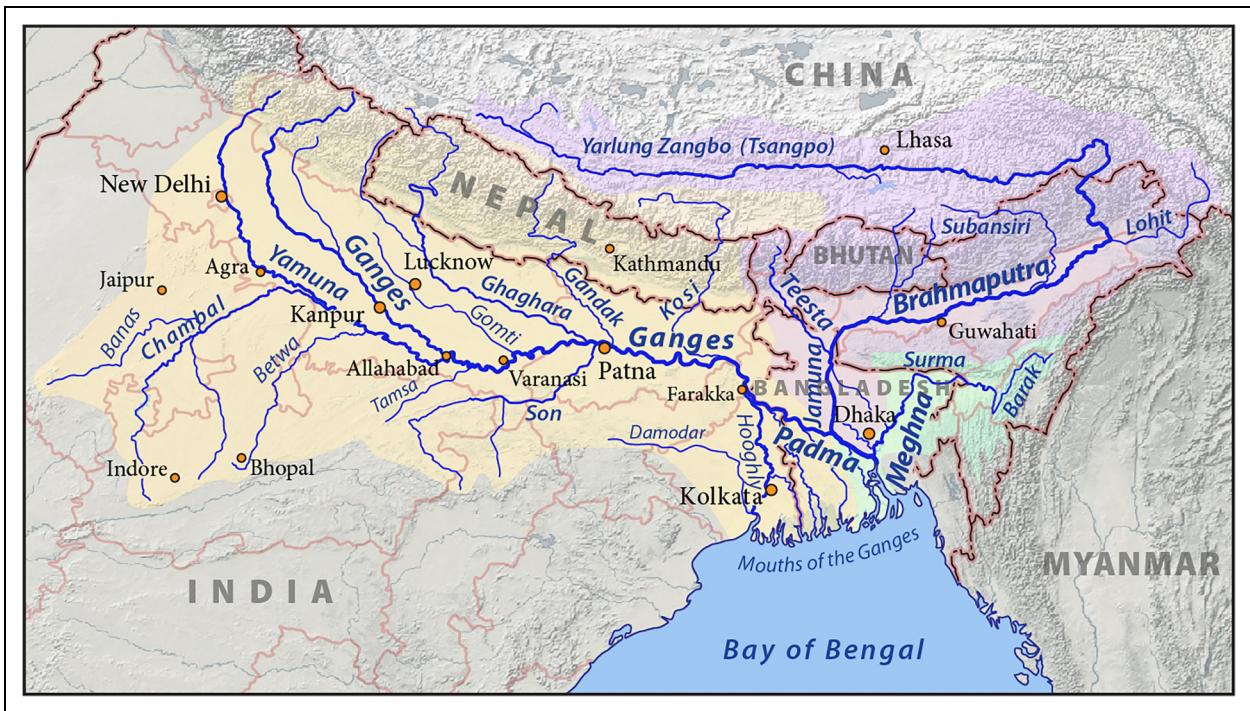 CHINA
Yarlung Zangbo (Tsangpo)
Lhasa
New Delhi
NEPAL
Subansiri
Lohit
Agra
Yamuna
Ganges
Lucknow
Kathmandu
BHUTAN
Jaipur
Ghaghara
Gandak
Kosi
Teesta
Brahmaputra
Banas
Chambal
Kanpur
Gomti
Ganges
Guwahati
Betwa
Allahabad
Varanasi
Patna
Surma
Tamsa
Farakka
BANGLADESH
Jamuna
Barak
Son
Dhaka
Meghna
Damodar
Hooghly
Padma
Indore
Bhopal
Kolkata
Mouths of the Ganges
INDIA
MYANMAR
Bay of Bengal